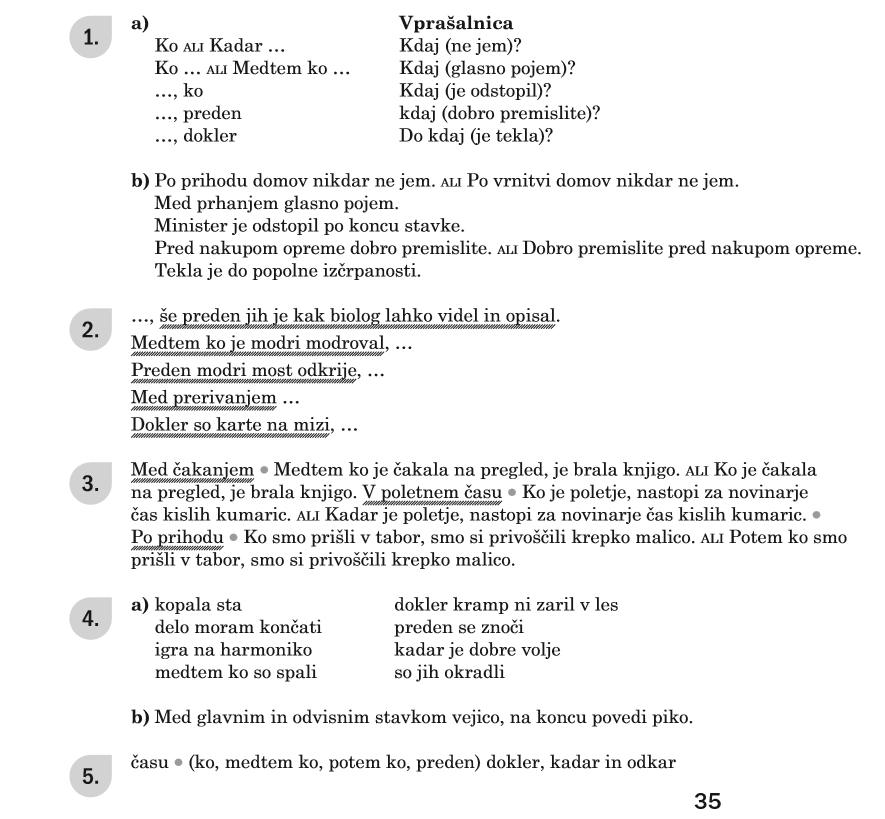 1.
a) Vprašalnica
Ko ALI Kadar … Kdaj (ne jem)?
Ko … ALI Medtem ko … Kdaj (glasno pojem)?
…, ko Kdaj (je odstopil)?
…, preden kdaj (dobro premislite)?
…, dokler Do kdaj (je tekla)?
b) Po prihodu domov nikdar ne jem. ALI Po vrnitvi domov nikdar ne jem.
Med prhanjem glasno pojem.
Minister je odstopil po koncu stavke.
Pred nakupom opreme dobro premislite. ALI Dobro premislite pred nakupom opreme.
Tekla je do popolne izčrpanosti.
2.
…, še preden jih je kak biolog lahko videl in opisal.
Medtem ko je modri modroval, …
Preden modri most odkrije, …
Med prerivanjem …
Dokler so karte na mizi, …
3.
Med čakanjem ● Medtem ko je čakala na pregled, je brala knjigo. ALI Ko je čakala
na pregled, je brala knjigo. V poletnem času ● Ko je poletje, nastopi za novinarje
čas kislih kumaric. ALI Kadar je poletje, nastopi za novinarje čas kislih kumaric. ●
Po prihodu ● Ko smo prišli v tabor, smo si privoščili krepko malico. ALI Potem ko smo
prišli v tabor, smo si privoščili krepko malico.
4.
a) kopala sta dokler kramp ni zaril v les
delo moram končati preden se znoči
igra na harmoniko kadar je dobre volje
medtem ko so spali so jih okradli
b) Med glavnim in odvisnim stavkom vejico, na koncu povedi piko.
5.
času ● (ko, medtem ko, potem ko, preden) dokler, kadar in odkar
35